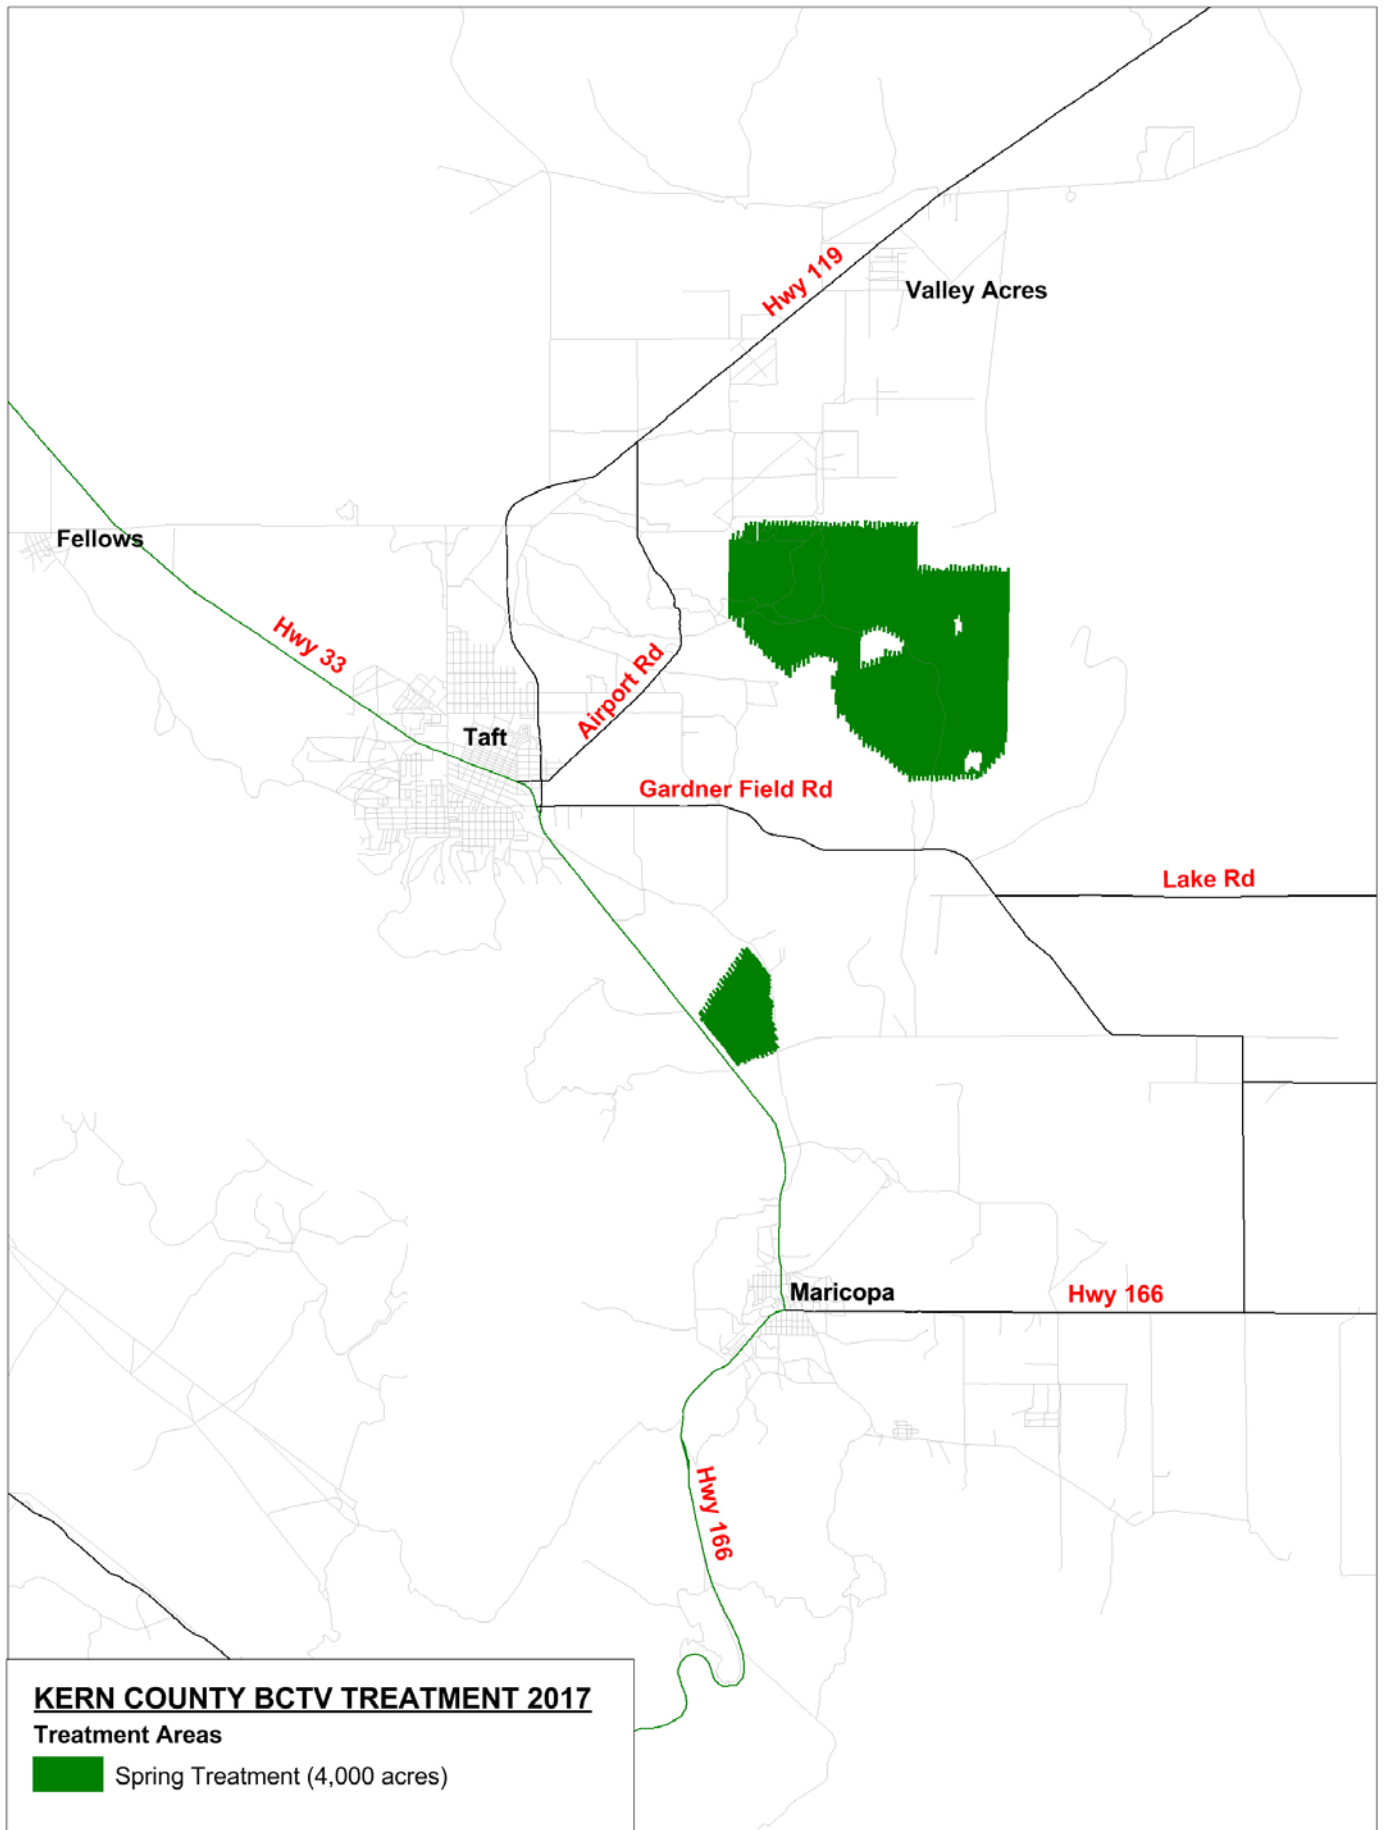 Hwy 119
Valley Acres
Fellows
Hwy 33
Airport Rd
Taft
Gardner Field Rd
Lake Rd
Maricopa
Hwy 166
Hwy 166
KERN COUNTY BCTV TREATMENT 2017
Treatment Areas
Spring Treatment (4,000 acres)